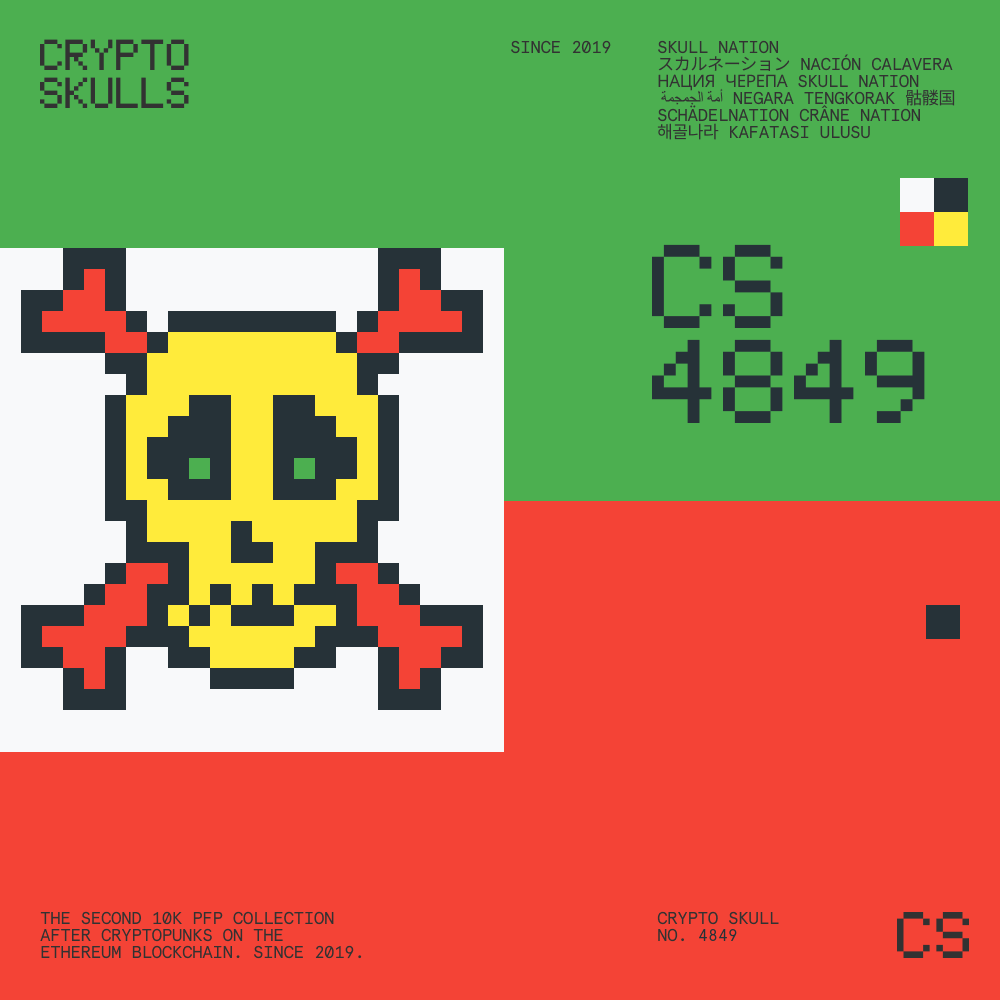 CRYPTO
SKULLS
SINCE 2019
SKULL NATION
スカルネーション NACIÓN CALAVERA
НАЦИЯ ЧЕРЕПА SKULL NATION
أمة الجمجمة NEGARA TENGKORAK 骷髅国
SCHÄDELNATION CRÂNE NATION
해골나라 KAFATASI ULUSU
CS
4849
THE SECOND 10K PFP COLLECTION
AFTER CRYPTOPUNKS ON THE
ETHEREUM BLOCKCHAIN. SINCE 2019.
CRYPTO SKULL
NO. 4849
CS